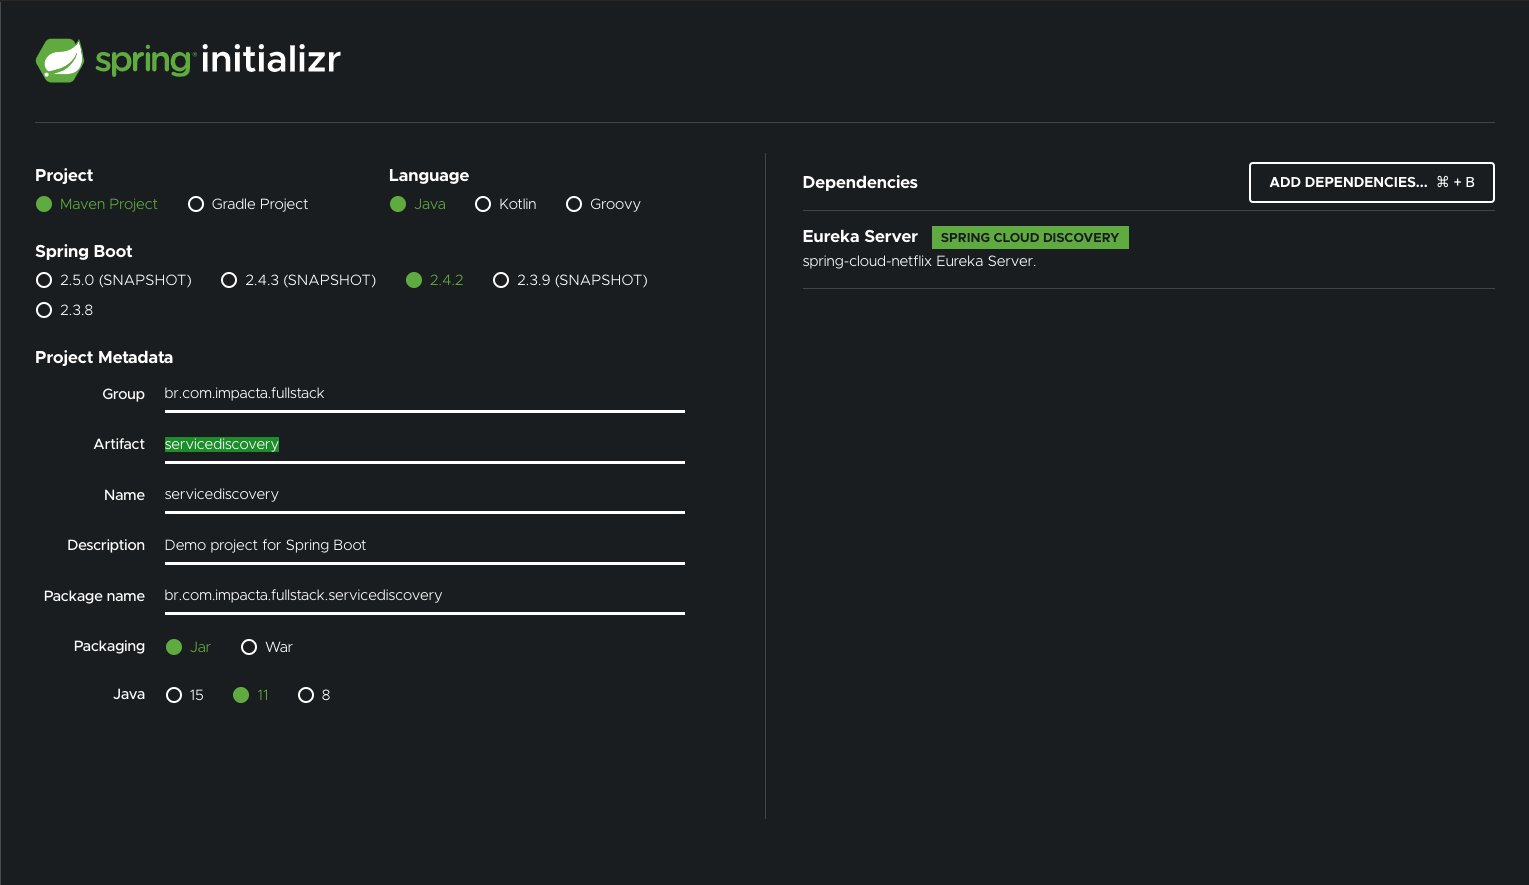 spring initializr
Project
Maven Project Gradle Project
Language
Java Kotlin Groovy
Spring Boot
2.5.0 (SNAPSHOT) 2.4.3 (SNAPSHOT) 2.4.2 2.3.9 (SNAPSHOT)
2.3.8
Project Metadata
Group br.com.impacta.fullstack
Artifact servicediscovery
Name servicediscovery
Description Demo project for Spring Boot
Package name br.com.impacta.fullstack.servicediscovery
Packaging Jar War
Java 15 11 8
Dependencies ADD DEPENDENCIES... ⌘ + B
Eureka Server SPRING CLOUD DISCOVERY
spring-cloud-netflix Eureka Server.